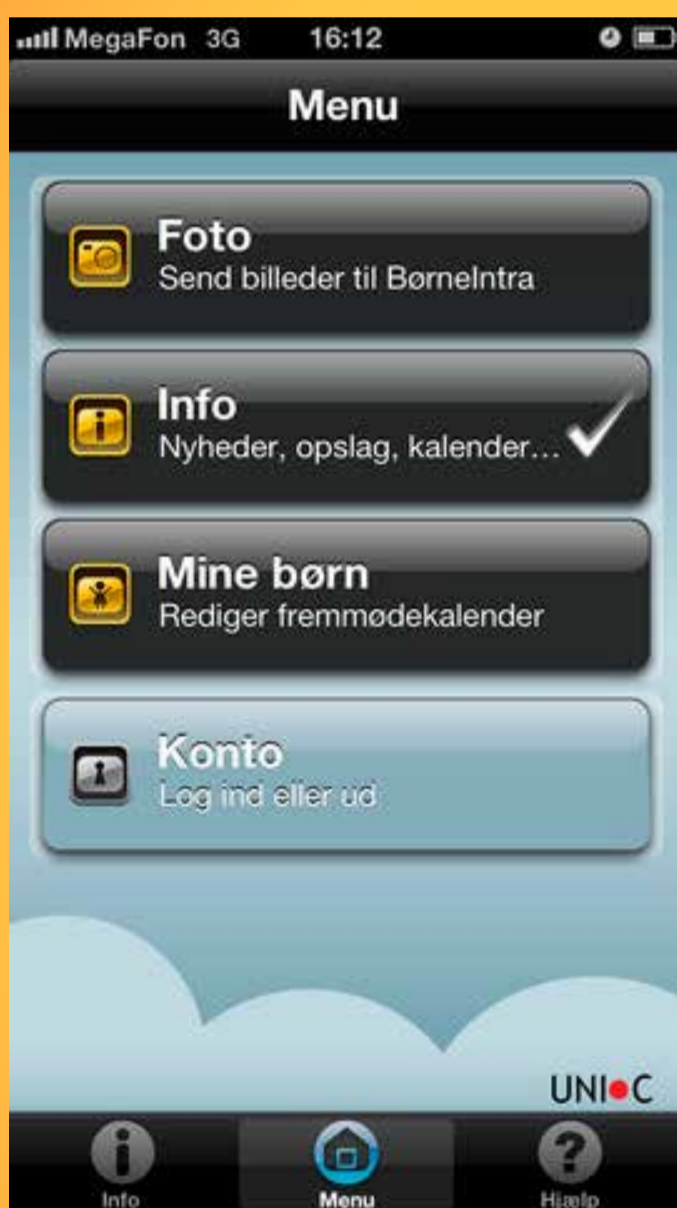 MegaFon 3G 16:12
Menu
Foto
Send billeder til BørneIntra
Info
Nyheder, opslag, kalender...
Mine børn
Rediger fremmødekalender
Konto
Log ind eller ud
UNI•C
Info Menu Hjælp